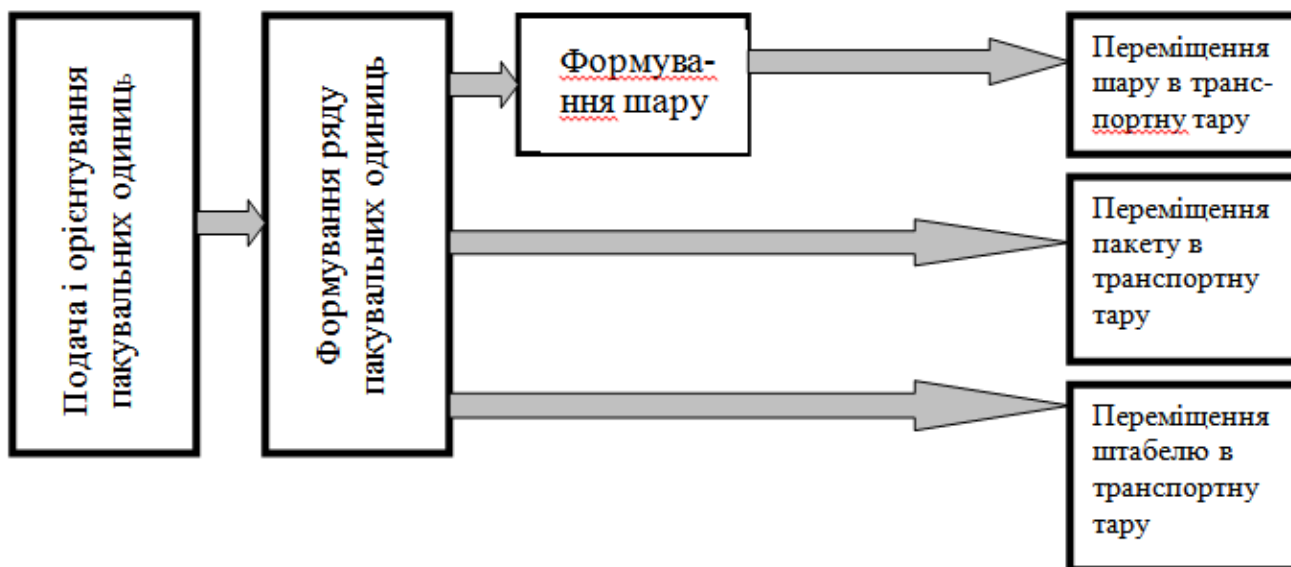 Подача і орієнтування
пакувальних одиниць
Формування ряду
пакувальних одиниць
Формува-
ння шару
Переміщення
шару в транс-
портну тару
Переміщення
пакету в
транспортну
тару
Переміщення
штабелю в
транспортну
тару